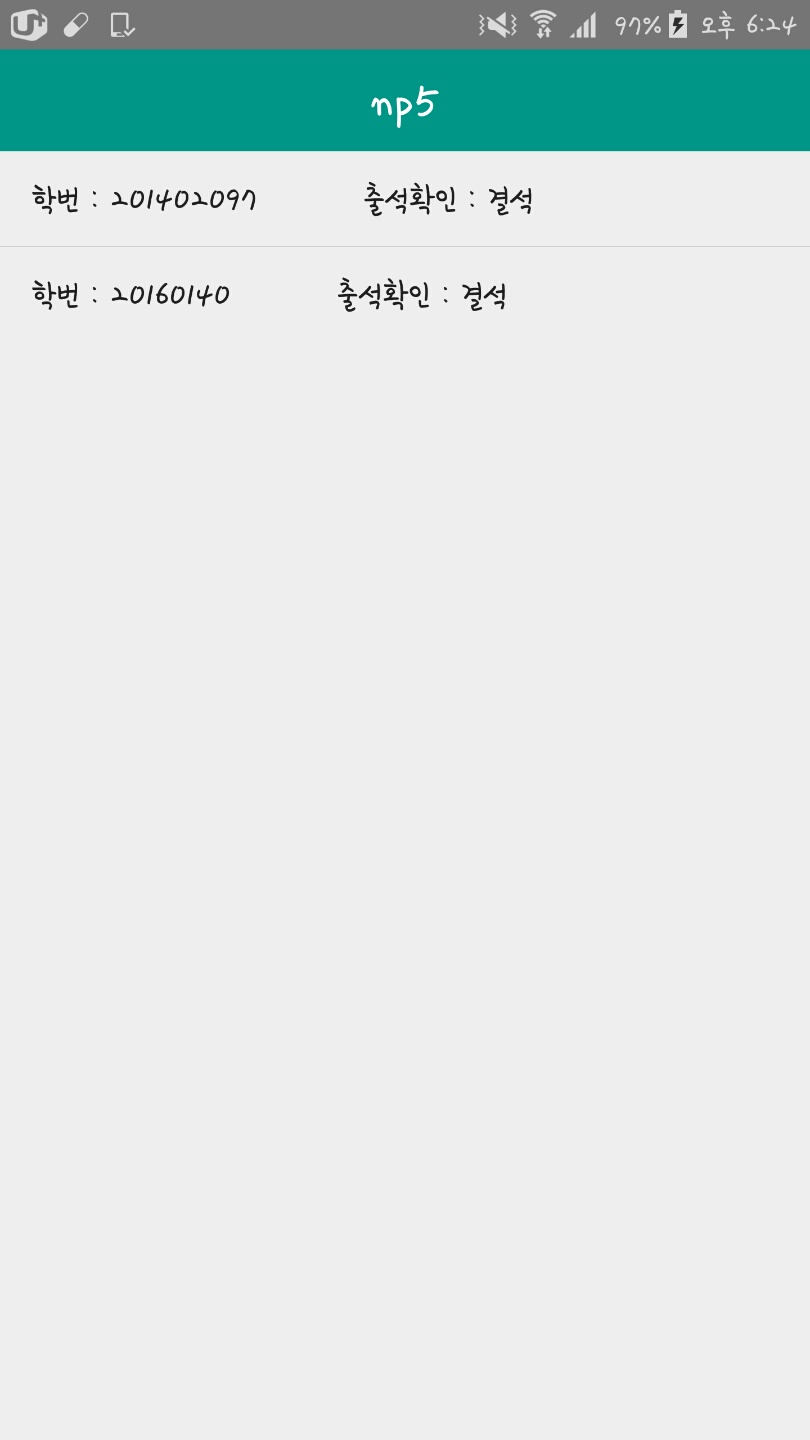 U+ 97% 오후 6:24
np5
학번 : 201402097 출석확인 : 결석
학번 : 20160140 출석확인 : 결석